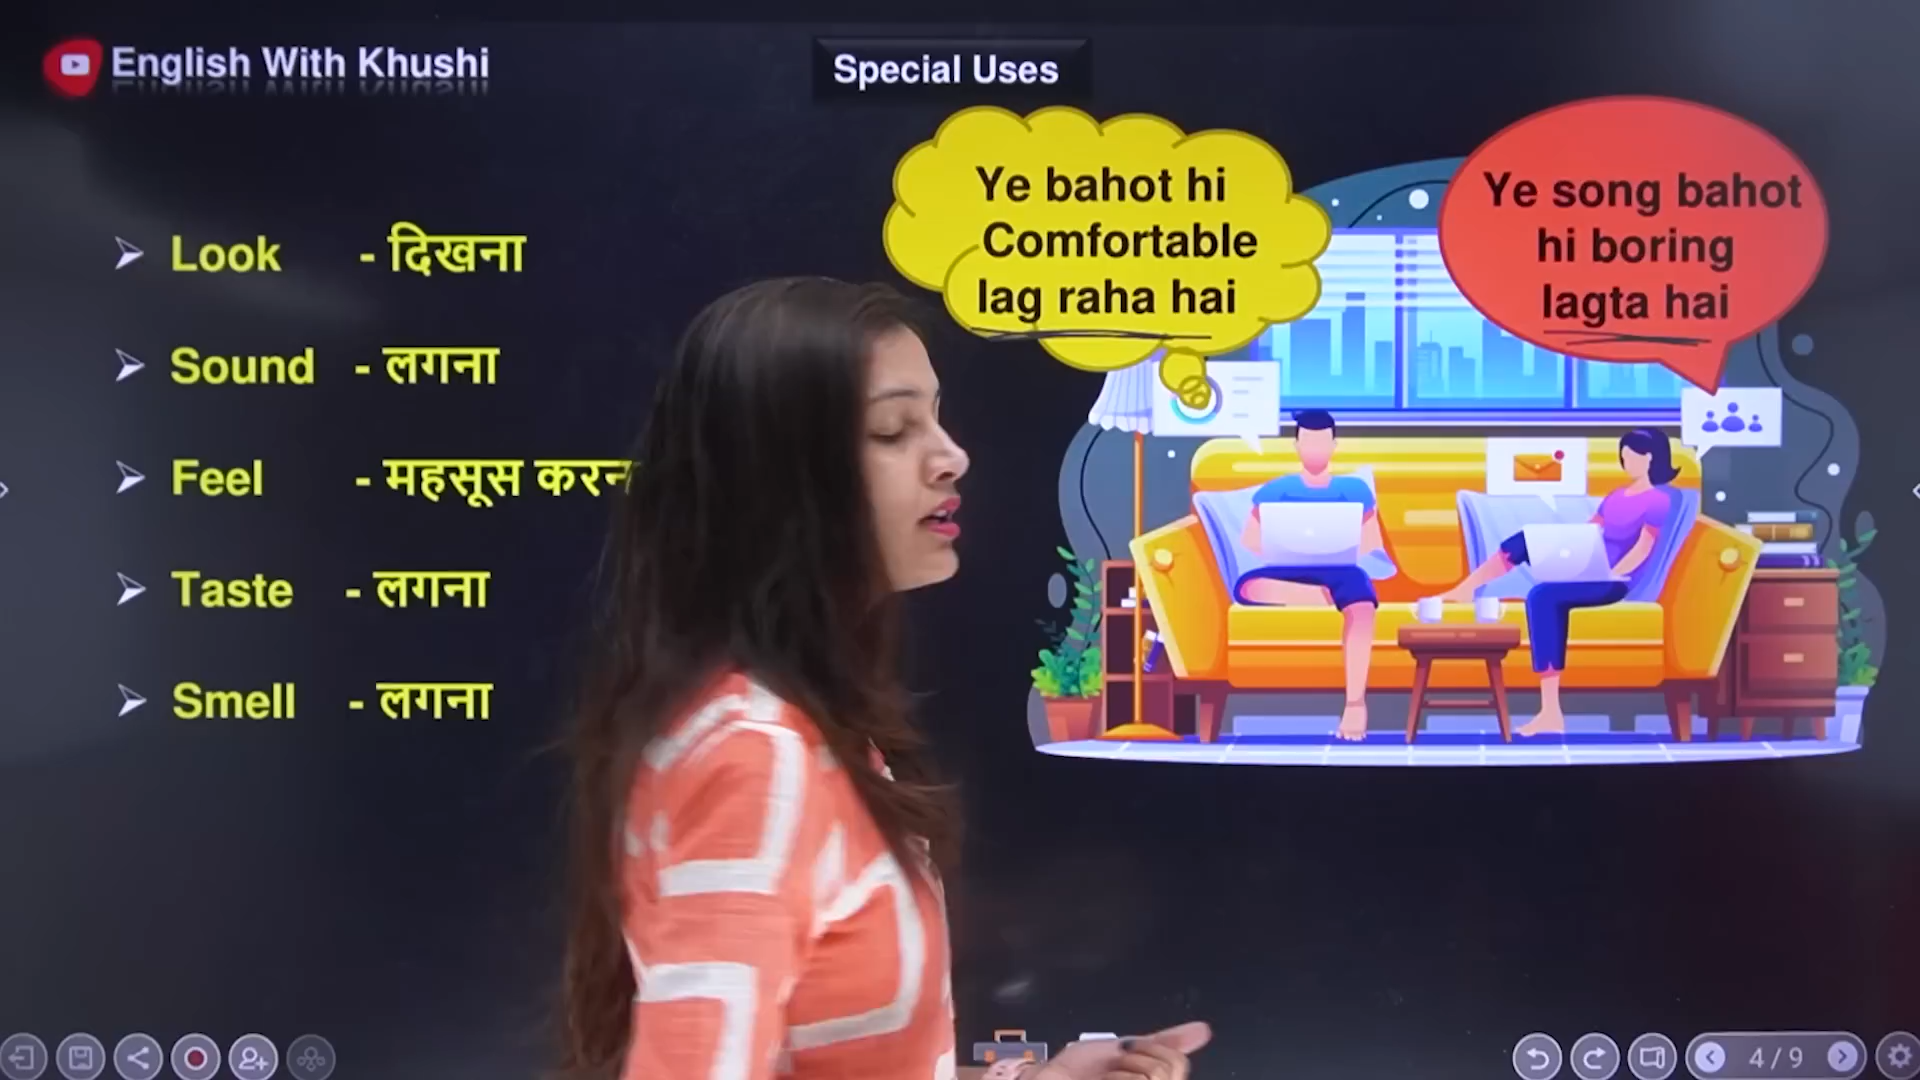 English With Khushi
Special Uses
Look - दिखना
Sound - लगना
Feel - महसूस
Taste - लगना
Smell - लगना
Ye bahot hi
Comfortable
lag raha hai
Ye song bahot
hi boring
lagta hai
4 / 9